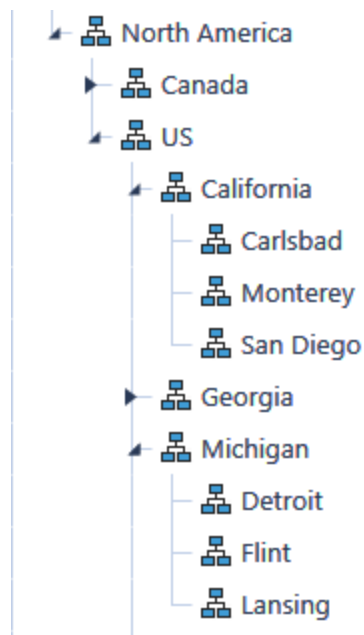 North America
Canada
US
California
Carlsbad
Monterey
San Diego
Georgia
Michigan
Detroit
Flint
Lansing